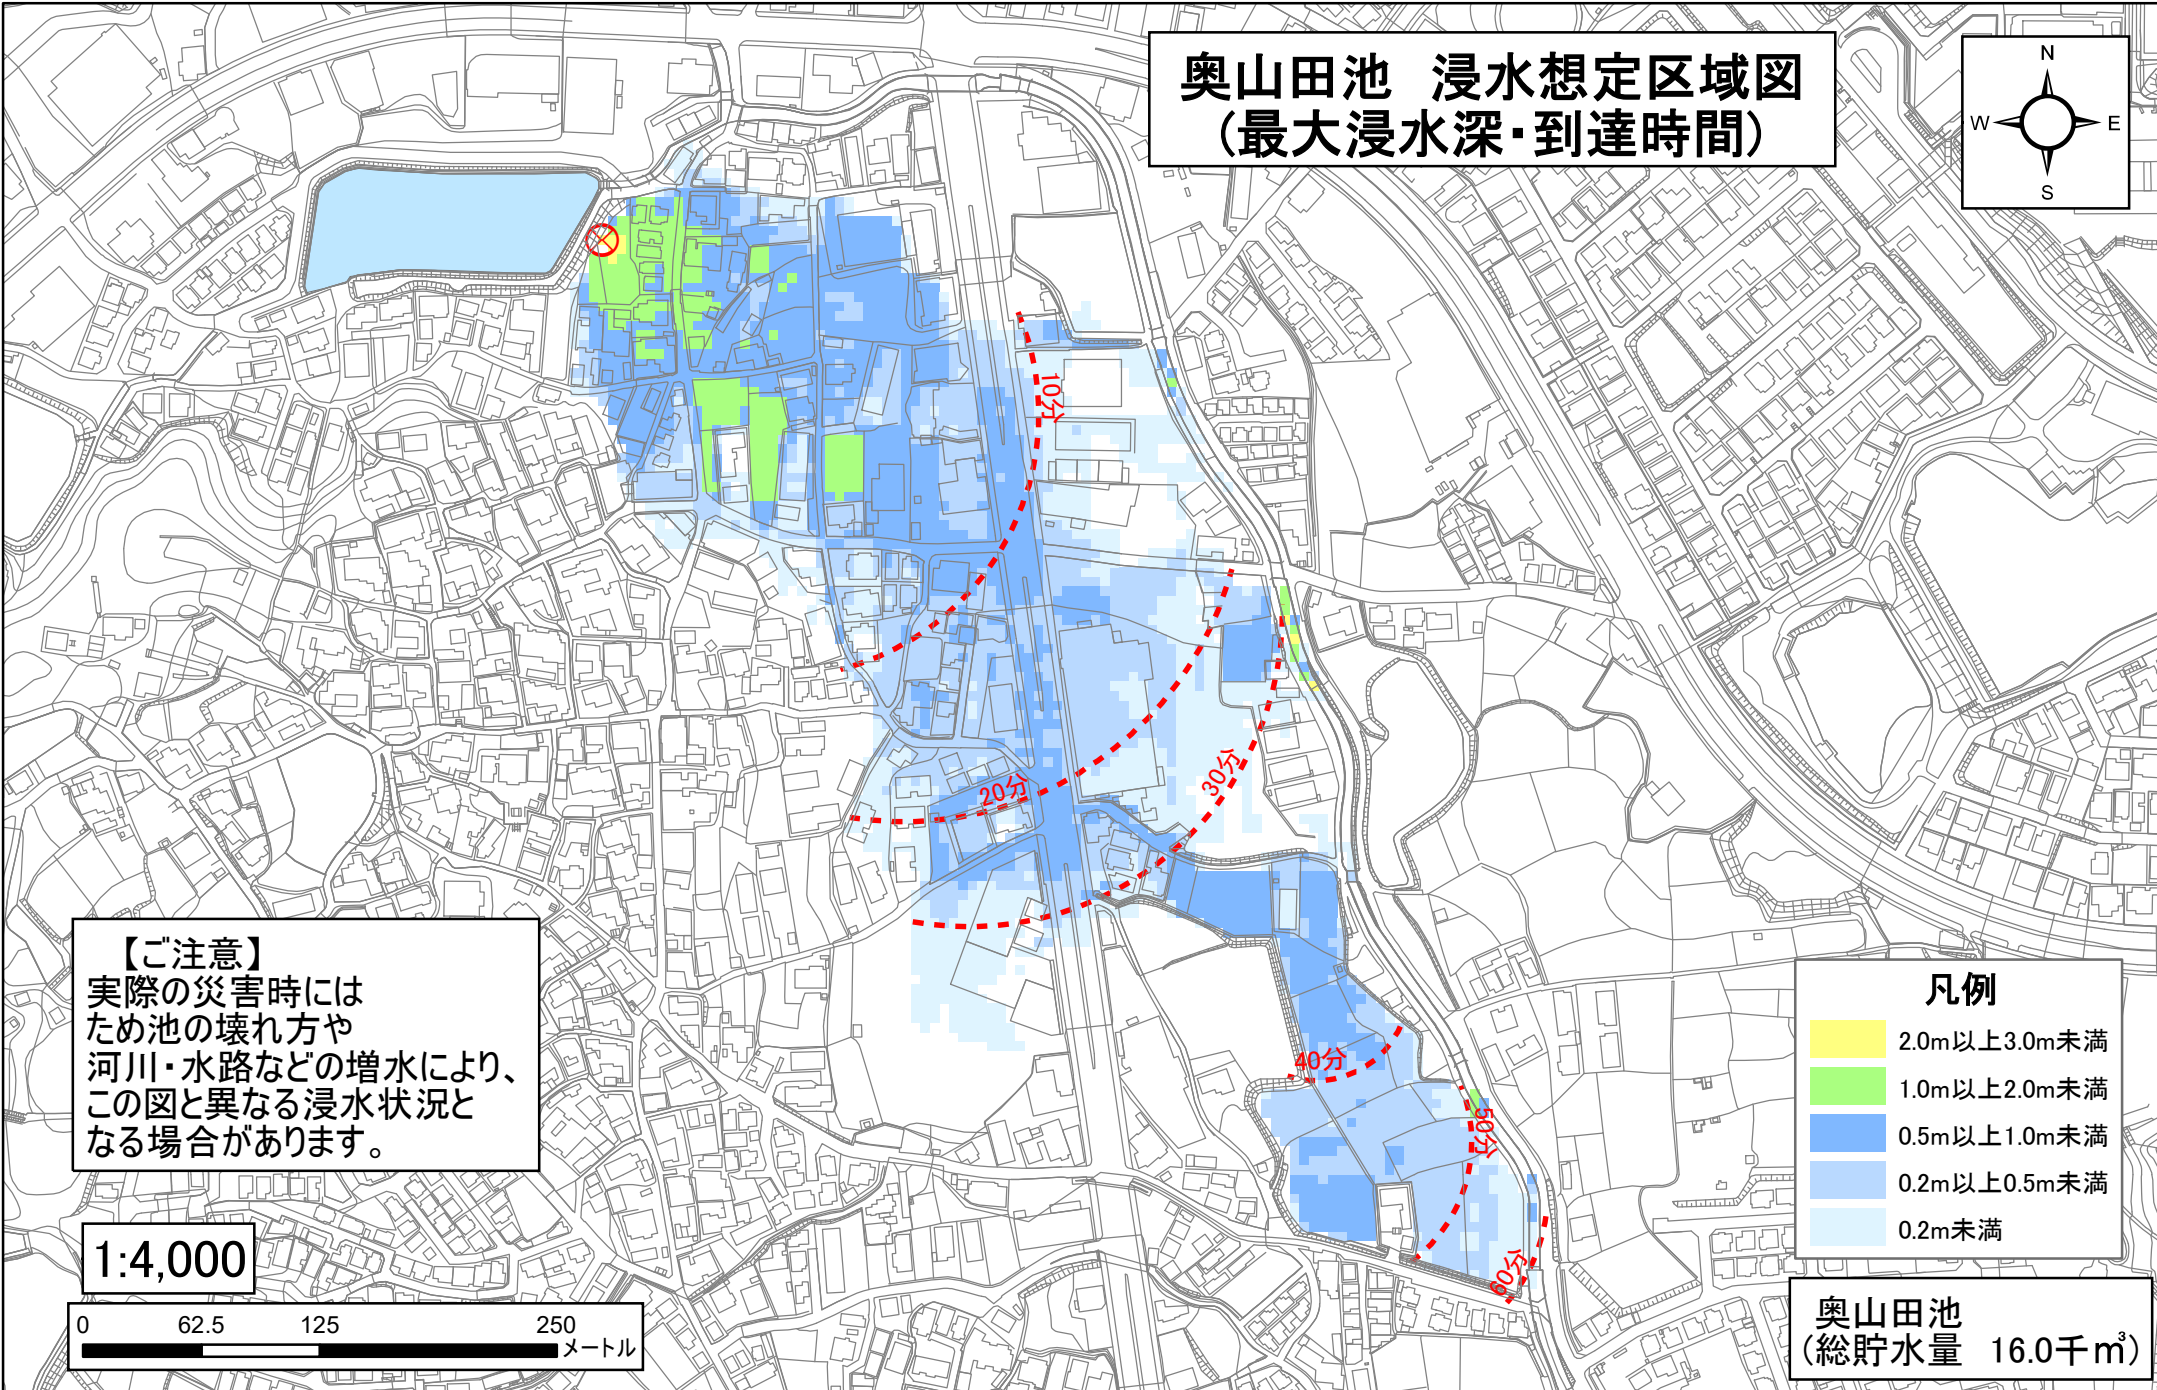 奥山田池　浸水想定区域図
（最大浸水深・到達時間）
N
W
E
S
10分
20分
30分
40分
50分
60分
【ご注意】
実際の災害時には
ため池の壊れ方や
河川・水路などの増水により、
この図と異なる浸水状況と
なる場合があります。
1:4,000
0 62.5 125 250
メートル
凡例
2.0m以上3.0m未満
1.0m以上2.0m未満
0.5m以上1.0m未満
0.2m以上0.5m未満
0.2m未満
奥山田池
（総貯水量　16.0千㎥）